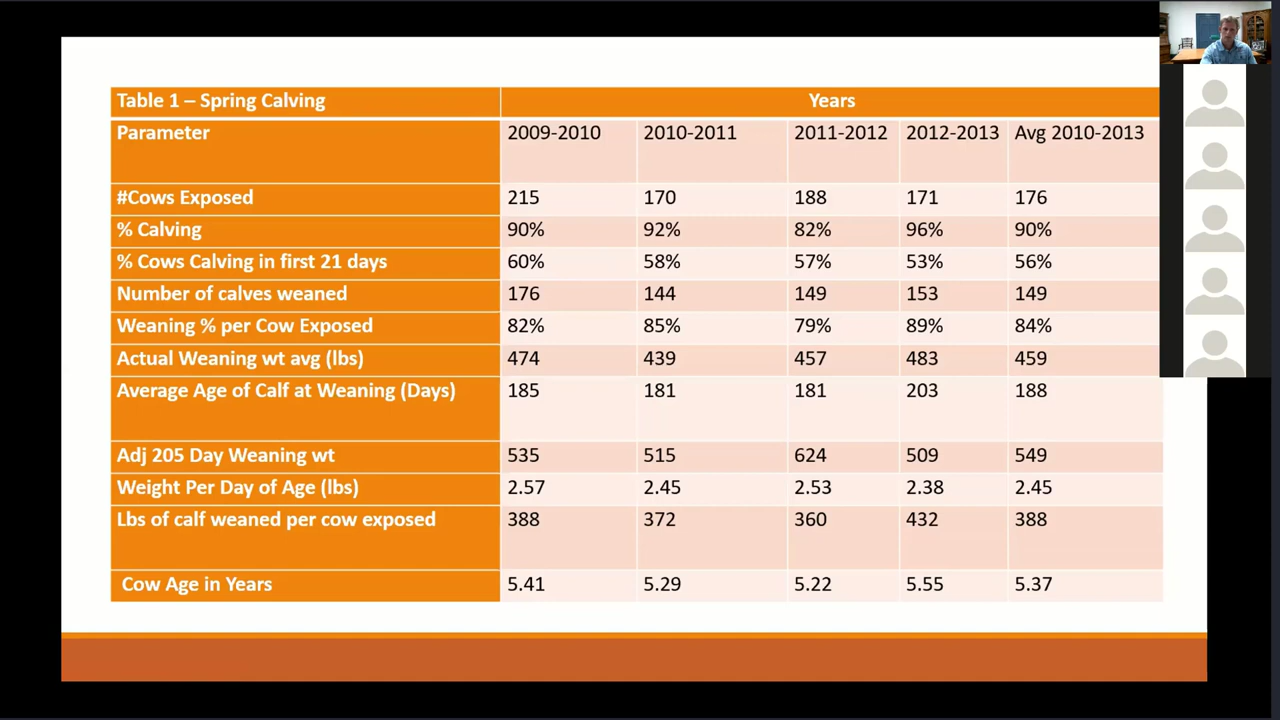 Table 1 – Spring Calving Years
Parameter 2009-2010 2010-2011 2011-2012 2012-2013 Avg 2010-2013
#Cows Exposed 215 170 188 171 176
% Calving 90% 92% 82% 96% 90%
% Cows Calving in first 21 days 60% 58% 57% 53% 56%
Number of calves weaned 176 144 149 153 149
Weaning % per Cow Exposed 82% 85% 79% 89% 84%
Actual Weaning wt avg (lbs) 474 439 457 483 459
Average Age of Calf at Weaning (Days) 185 181 181 203 188
Adj 205 Day Weaning wt 535 515 624 509 549
Weight Per Day of Age (lbs) 2.57 2.45 2.53 2.38 2.45
Lbs of calf weaned per cow exposed 388 372 360 432 388
Cow Age in Years 5.41 5.29 5.22 5.55 5.37